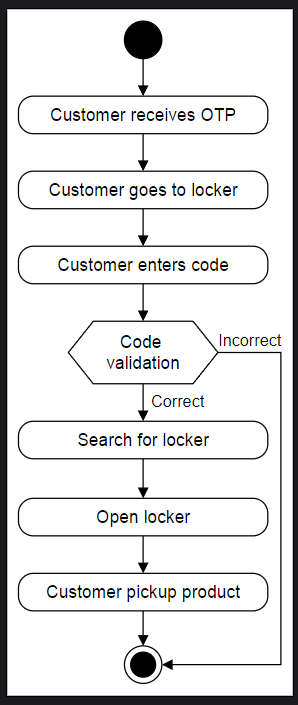 Customer receives OTP
Customer goes to locker
Customer enters code
Code
validation
Incorrect
Correct
Search for locker
Open locker
Customer pickup product